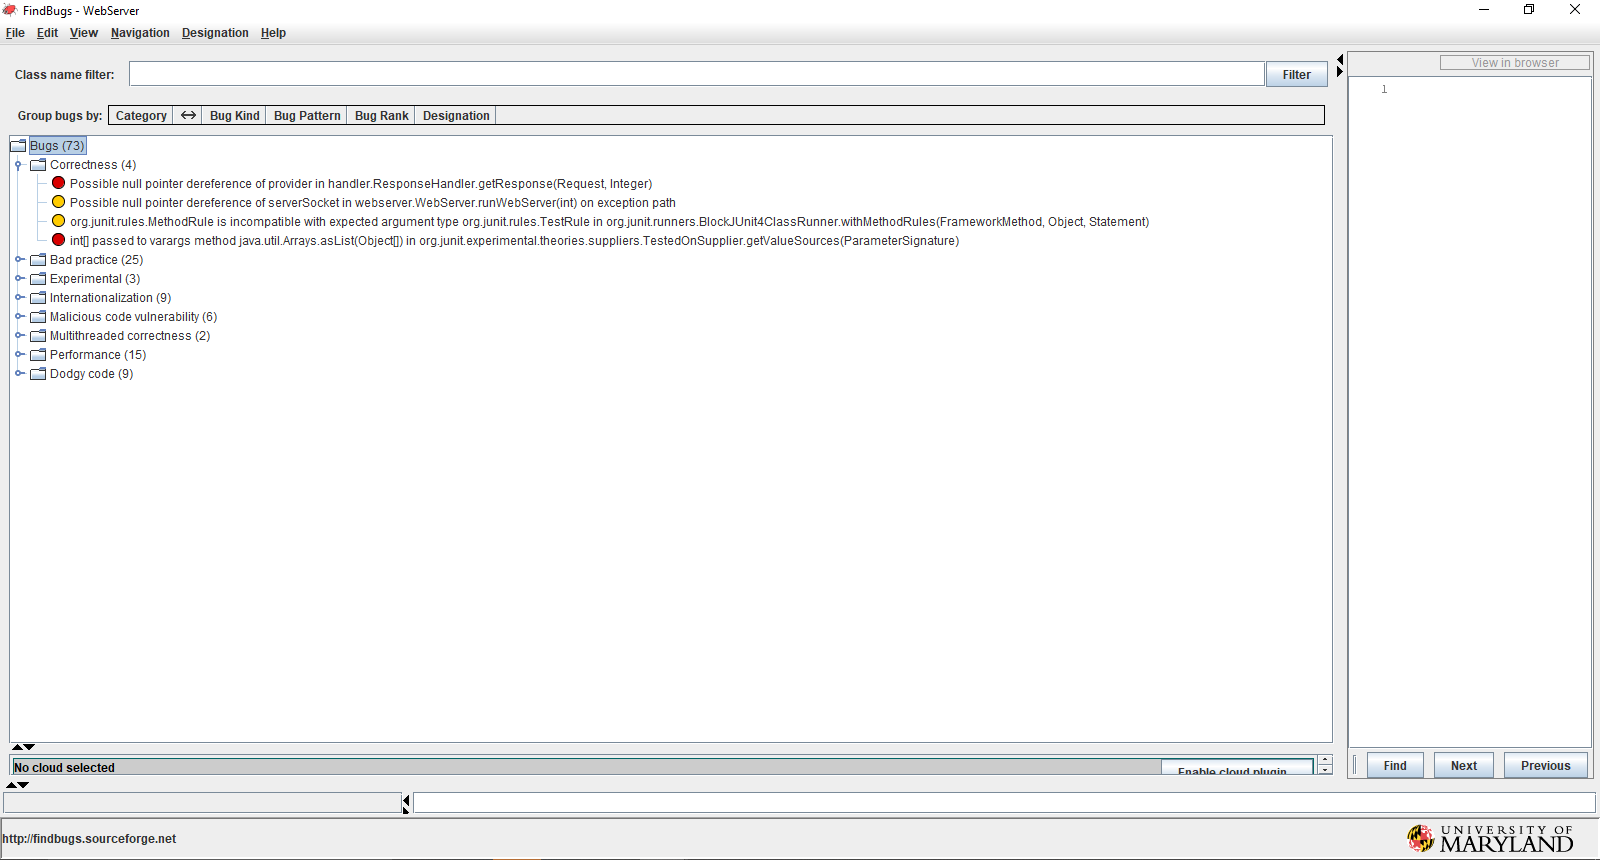 FindBugs - WebServer
File Edit View Navigation Designation Help
Class name filter: Filter
View in browser
1
Group bugs by: Category Bug Kind Bug Pattern Bug Rank Designation
Bugs (73)
Correctness (4)
Possible null pointer dereference of provider in handler.ResponseHandler.getResponse(Request, Integer)
Possible null pointer dereference of serverSocket in webserver.WebServer.runWebServer(int) on exception path
org.junit.rules.MethodRule is incompatible with expected argument type org.junit.rules.TestRule in org.junit.runners.BlockJUnit4ClassRunner.withMethodRules(FrameworkMethod, Object, Statement)
int[] passed to varargs method java.util.Arrays.asList(Object[]) in org.junit.experimental.theories.suppliers.TestedOnSupplier.getValueSources(ParameterSignature)
Bad practice (25)
Experimental (3)
Internationalization (9)
Malicious code vulnerability (6)
Multithreaded correctness (2)
Performance (15)
Dodgy code (9)
No cloud selected
Enable cloud plugin
Find Next Previous
http://findbugs.sourceforge.net
UNIVERSITY OF
MARYLAND